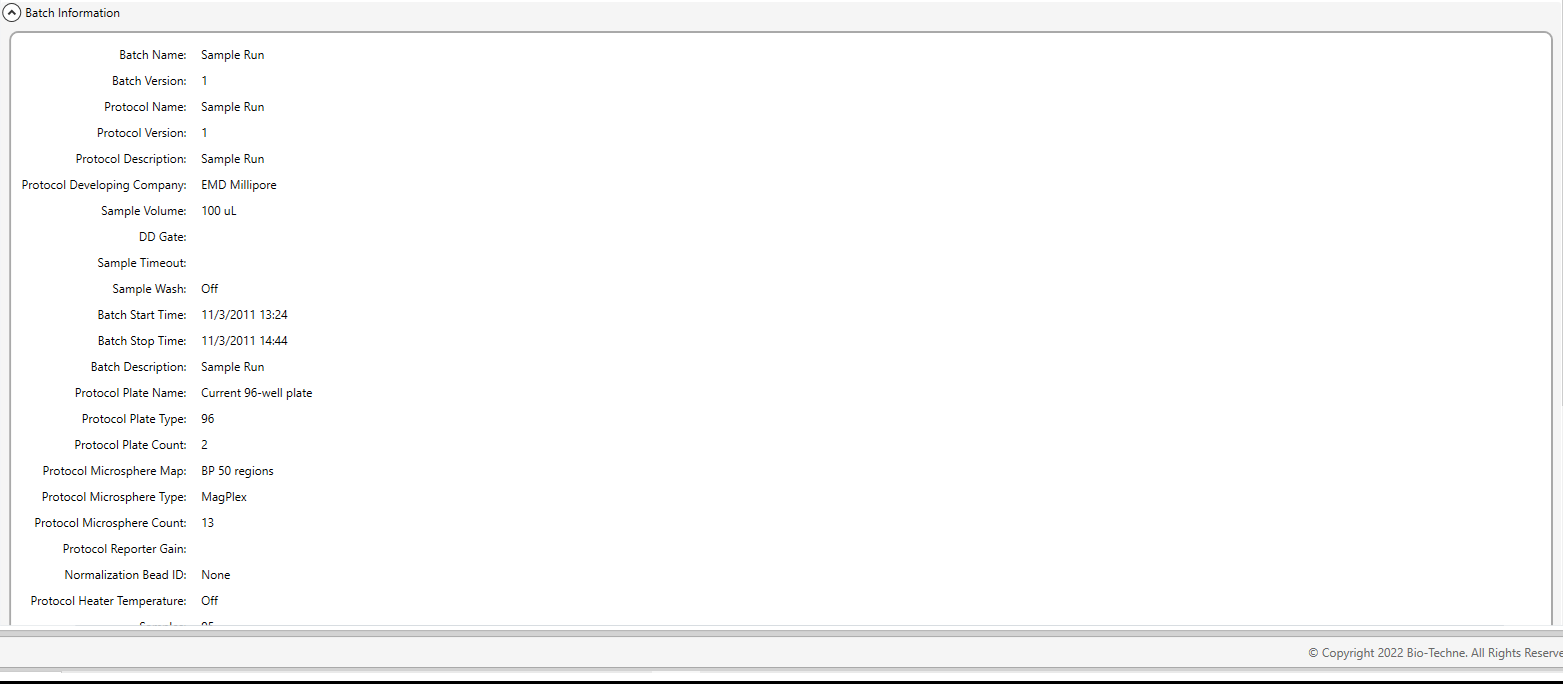 Batch Information
Batch Name: Sample Run
Batch Version: 1
Protocol Name: Sample Run
Protocol Version: 1
Protocol Description: Sample Run
Protocol Developing Company: EMD Millipore
Sample Volume: 100 uL
DD Gate:
Sample Timeout:
Sample Wash: Off
Batch Start Time: 11/3/2011 13:24
Batch Stop Time: 11/3/2011 14:44
Batch Description: Sample Run
Protocol Plate Name: Current 96-well plate
Protocol Plate Type: 96
Protocol Plate Count: 2
Protocol Microsphere Map: BP 50 regions
Protocol Microsphere Type: MagPlex
Protocol Microsphere Count: 13
Protocol Reporter Gain:
Normalization Bead ID: None
Protocol Heater Temperature: Off
© Copyright 2022 Bio-Techne. All Rights Reserve